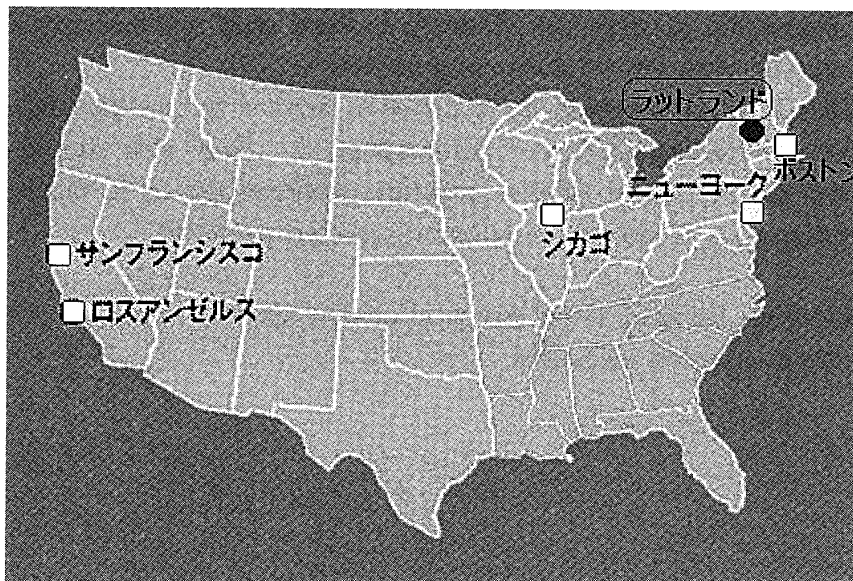 ラットランド
ボストン
ニューヨーク
シカゴ
サンフランシスコ
ロスアンゼルス